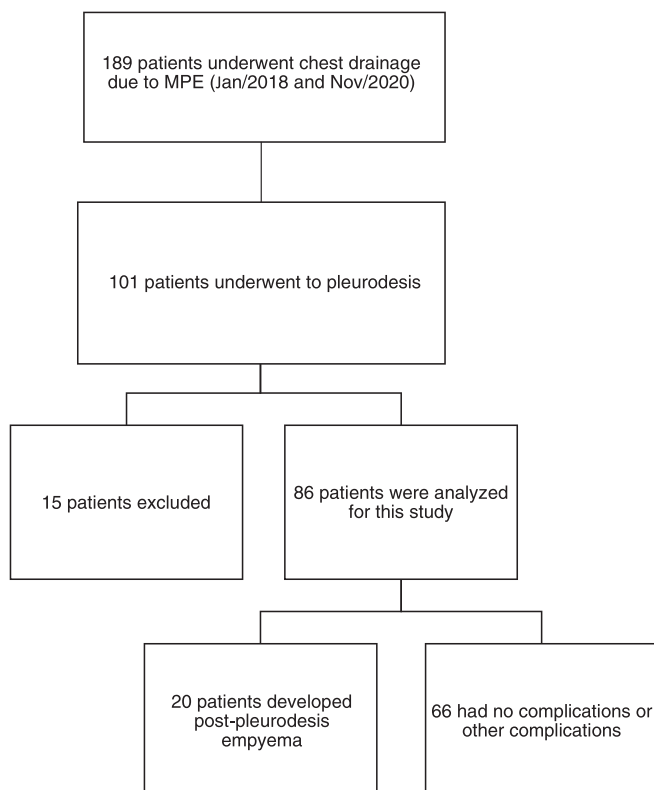 189 patients underwent chest drainage
due to MPE (Jan/2018 and Nov/2020)
101 patients underwent to pleurodesis
15 patients excluded
86 patients were analyzed
for this study
20 patients developed
post-pleurodesis
empyema
66 had no complications or
other complications